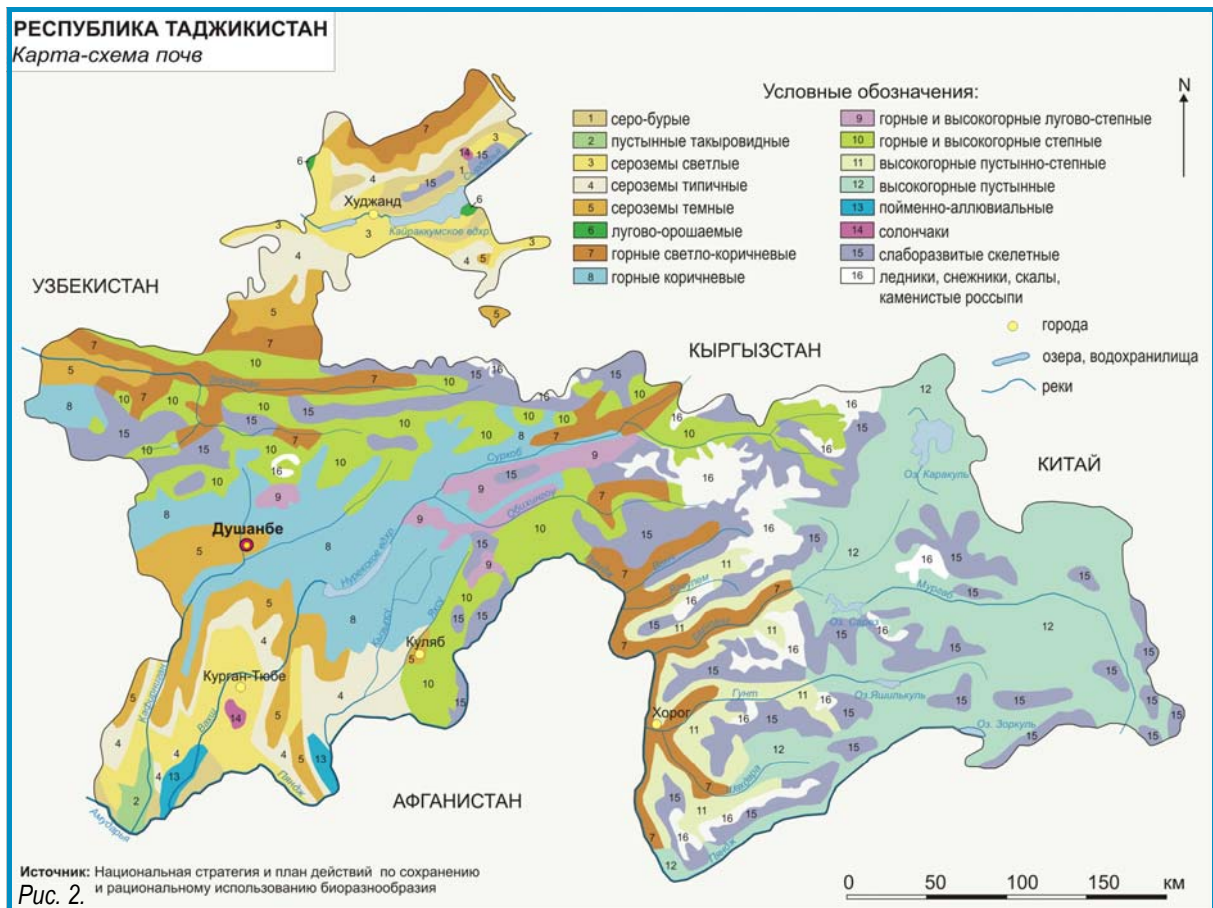 РЕСПУБЛИКА ТАДЖИКИСТАН
Карта-схема почв
Условные обозначения:
1 серо-бурые
2 пустынные такыровидные
3 сероземы светлые
4 сероземы типичные
5 сероземы темные
6 лугово-орошаемые
7 горные светло-коричневые
8 горные коричневые
9 горные и высокогорные лугово-степные
10 горные и высокогорные степные
11 высокогорные пустынно-степные
12 высокогорные пустынные
13 пойменно-аллювиальные
14 солончаки
15 слаборазвитые скелетные
16 ледники, снежники, скалы,
каменистые россыпи
города
озера, водохранилища
реки
N
Худжанд
Кайраккумское вдхр.
УЗБЕКИСТАН
КЫРГЫЗСТАН
КИТАЙ
Оз. Каракуль
Сурхоб
Обихингоу
Душанбе
Нурекское вдхр.
Кызылсу
Яхсу
Куляб
Курган-Тюбе
Кафирниган
Вахш
Пяндж
Амударья
АФГАНИСТАН
Мургаб
Оз. Сарез
Бартанг
Гунт
Оз.Яшилькуль
Оз. Зоркуль
Хорог
Пяндж
Источник: Национальная стратегия и план действий по сохранению
и рациональному использованию биоразнообразия
Рис. 2.
0 50 100 150 км